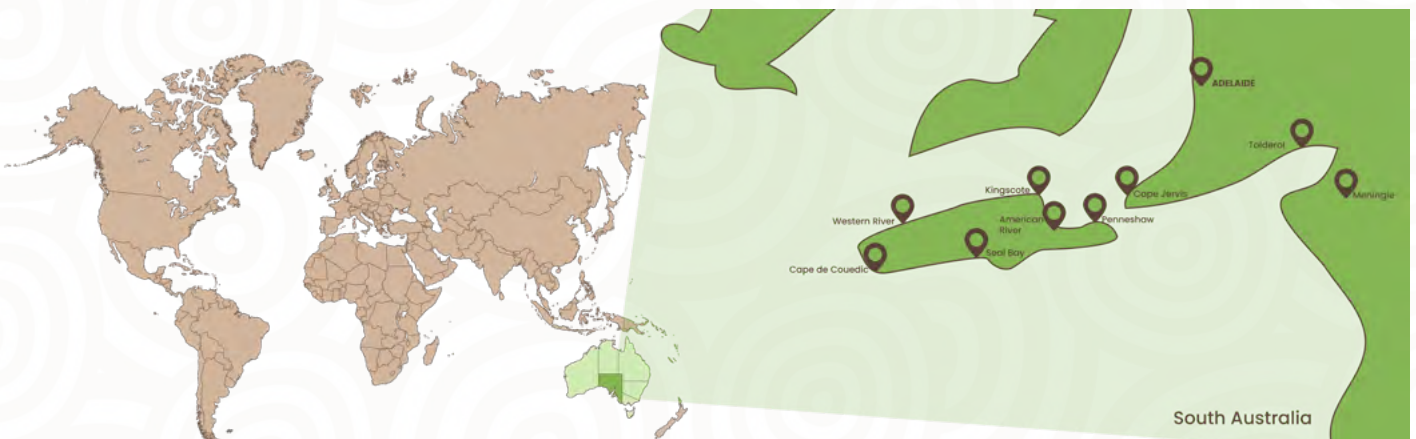 ADELAIDE
Tolderol
Kingscote
Cape Jervis
Meningie
Western River
American
River
Penneshaw
Seal Bay
Cape de Couedic
South Australia